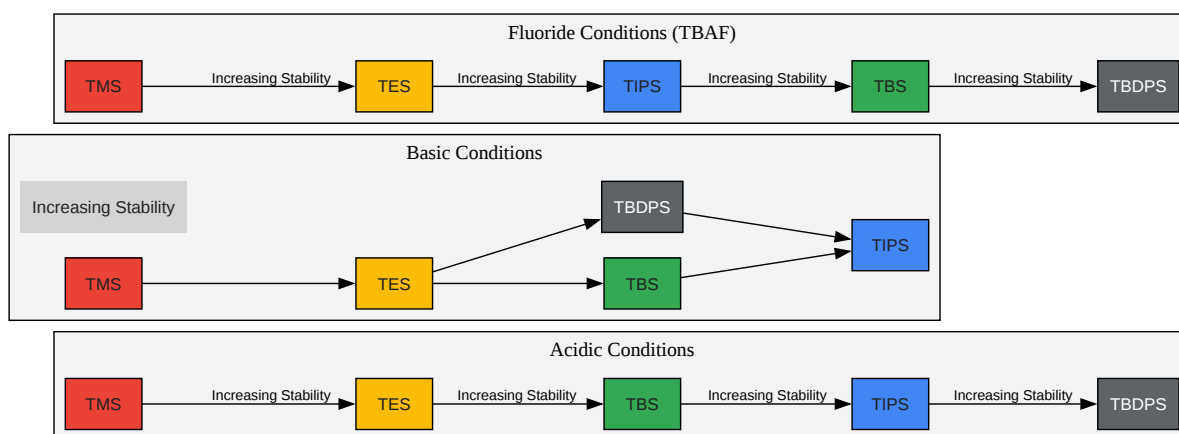 Fluoride Conditions (TBAF)
TMS Increasing Stability TES Increasing Stability TIPS Increasing Stability TBS Increasing Stability TBDPS
Basic Conditions
Increasing Stability
TBDPS
TIPS
TMS TES TBS
Acidic Conditions
TMS Increasing Stability TES Increasing Stability TBS Increasing Stability TIPS Increasing Stability TBDPS